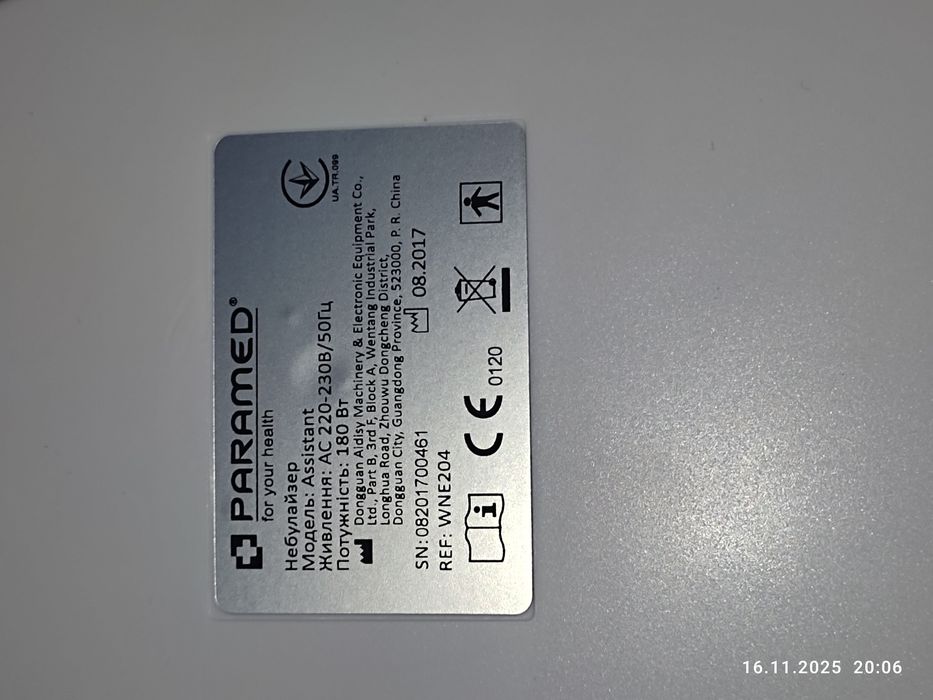 PARAMED®
for your health
Небулайзер
Модель: Assistant
Живлення: AC 220-230В/50Гц
Потужність: 180 Вт
UA.TR.099
Dongguan Aidisy Machinery & Electronic Equipment Co.,
Ltd., Part B, 3rd F, Block A, Wentang Industrial Park,
Longhua Road, Zhouwu Dongcheng District,
Dongguan City, Guangdong Province, 523000, P. R. China
SN:08201700461
08.2017
REF: WNE204
i CE 0120
16.11.2025 20:06